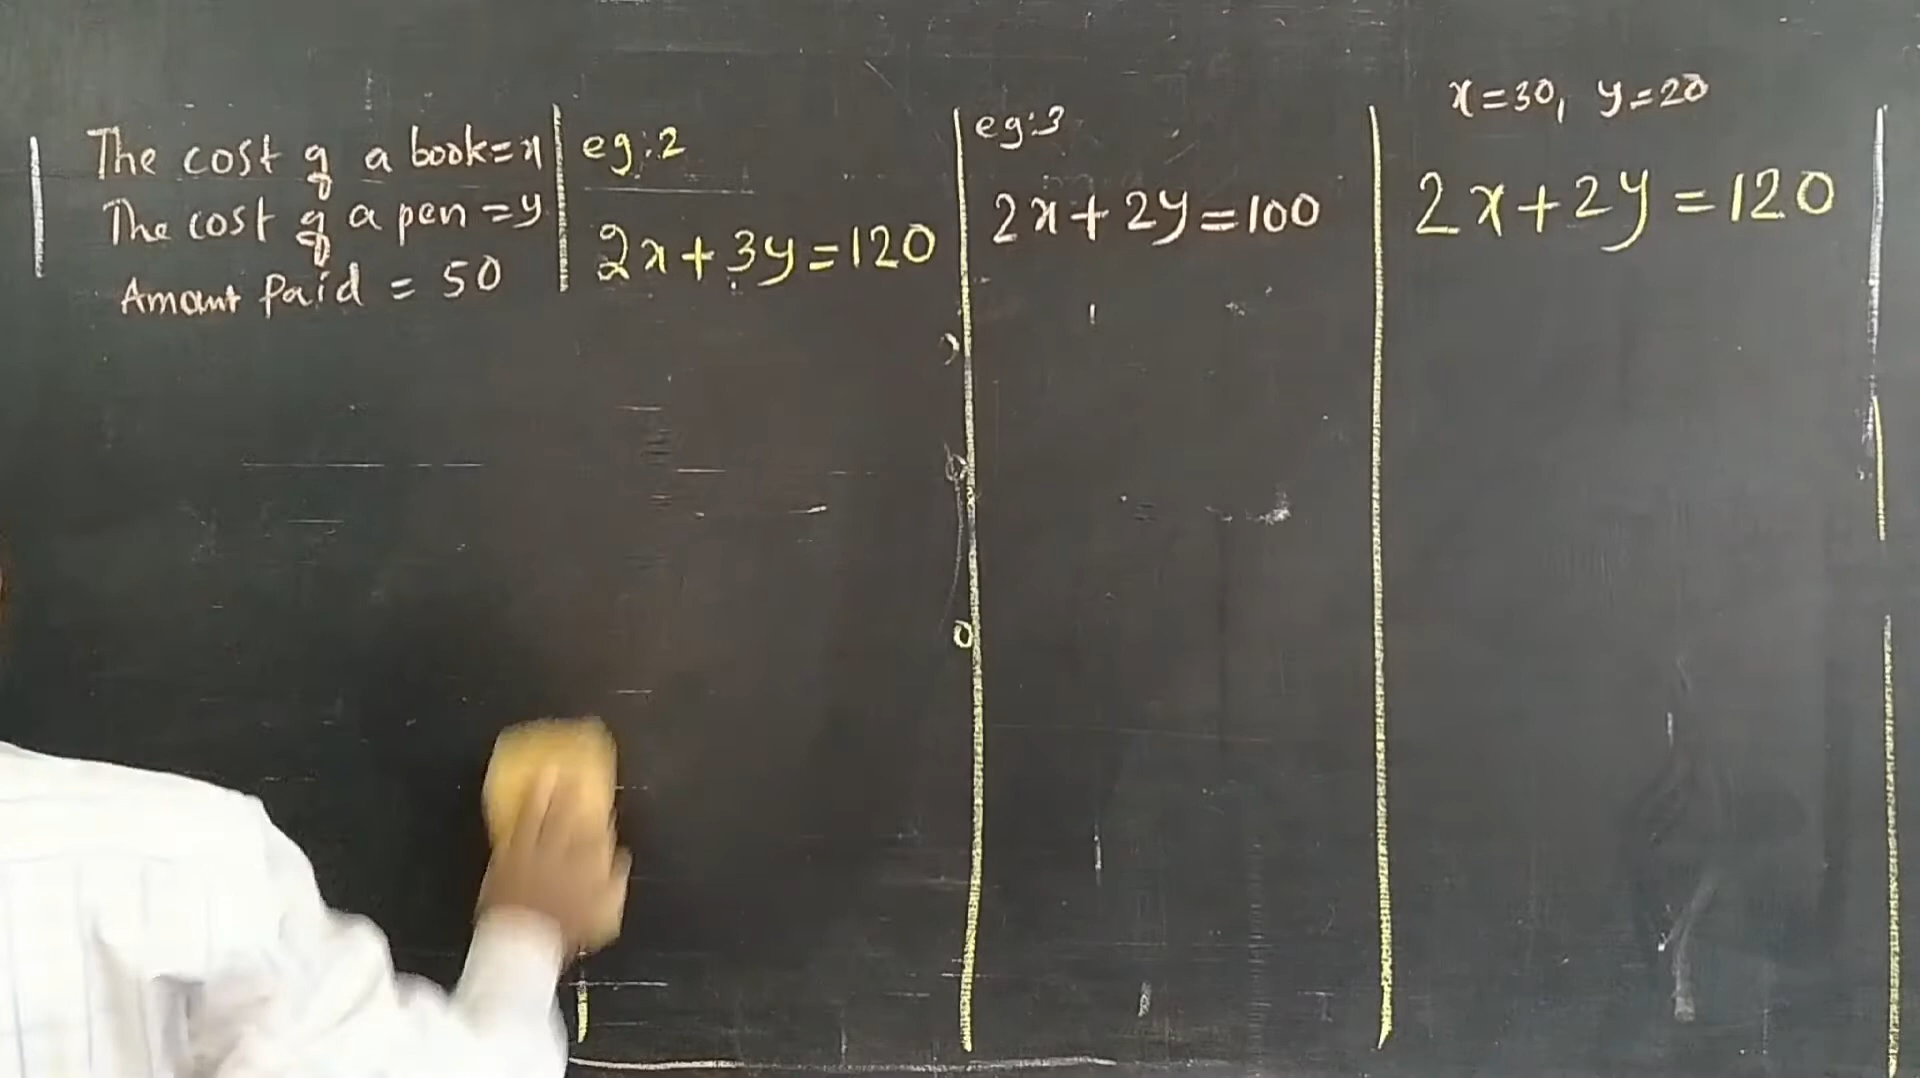 The cost of a book=x
The cost of a pen=y
Amount Paid = 50
eg:2
2x+3y=120
eg:3
2x+2y=100
x=30, y=20
2x+2y=120